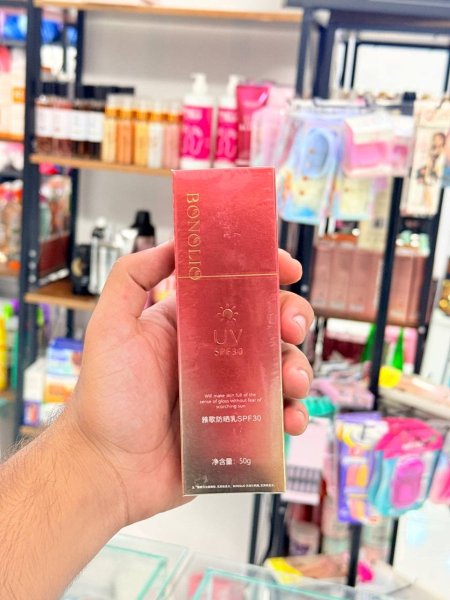 BONOLIO
UV
SPF30
Will make skin full of the
sense of gloss without fear of
scorching sun
雅歌防晒乳SPF30
净含量：50g